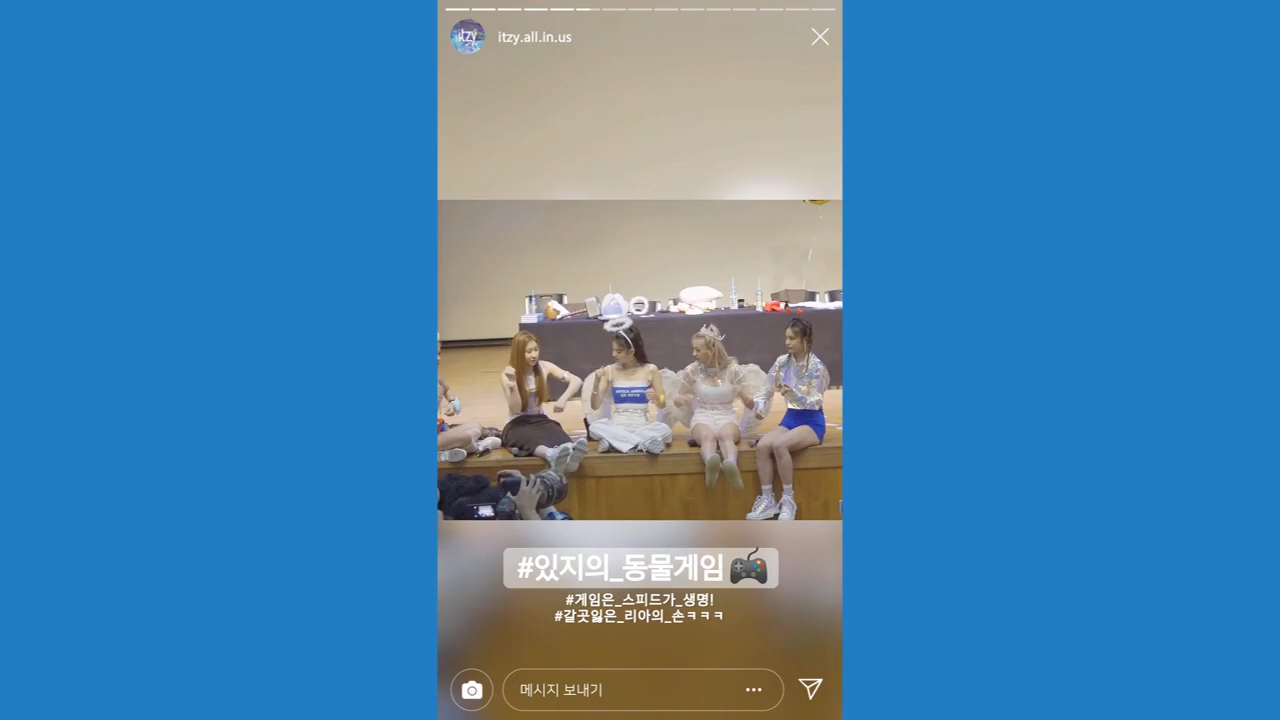 itzy
itzy.all.in.us
#있지의_동물게임
#게임은_스피드가_생명!
#갈곳잃은_리아의_손ㅋㅋㅋ
메시지 보내기